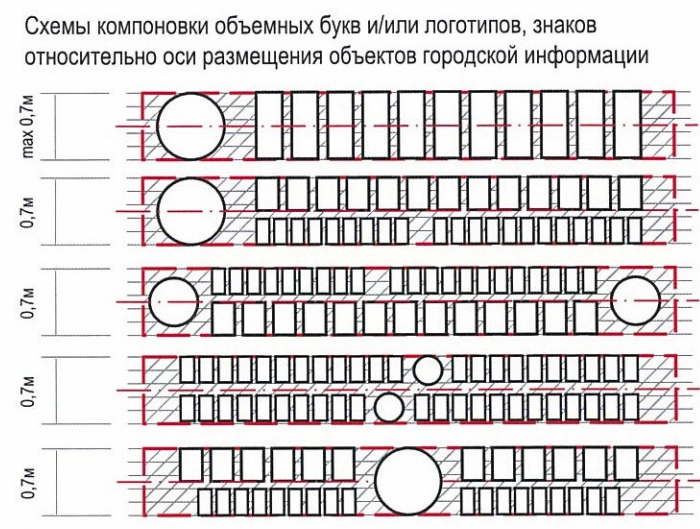 Схемы компоновки объемных букв и/или логотипов, знаков
относительно оси размещения объектов городской информации
max 0,7м
0,7м
0,7м
0,7м
0,7м